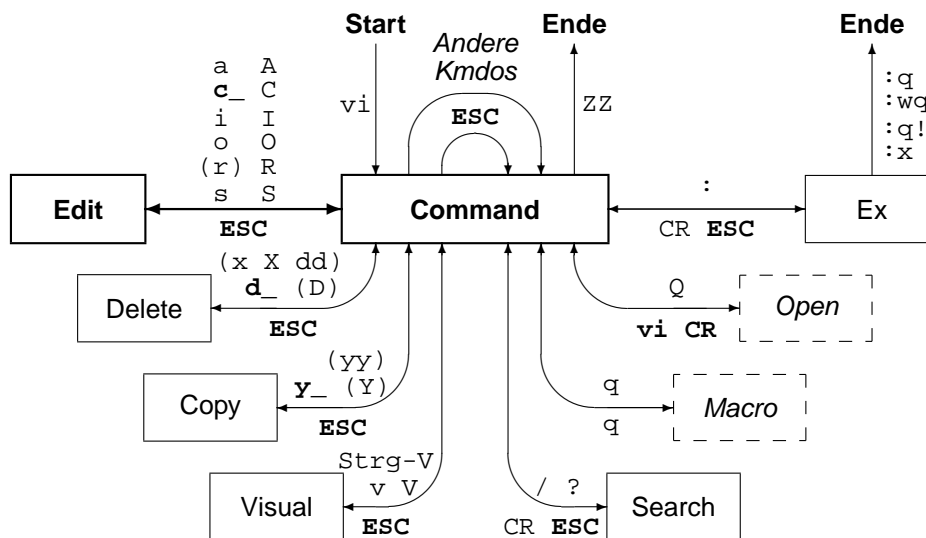 Start
Ende
Ende
Andere
Kmdos
a A
c_ C
i I
o O
(r) R
s S
vi
ESC
ZZ
:q
:wq
:q!
:x
Edit
ESC
Command
:
CR ESC
Ex
(x X dd)
d_ (D)
Delete
ESC
Q
vi CR
Open
(yy)
y_ (Y)
Copy
ESC
q
q
Macro
Strg-V
v V
Visual
ESC
/ ?
CR ESC
Search